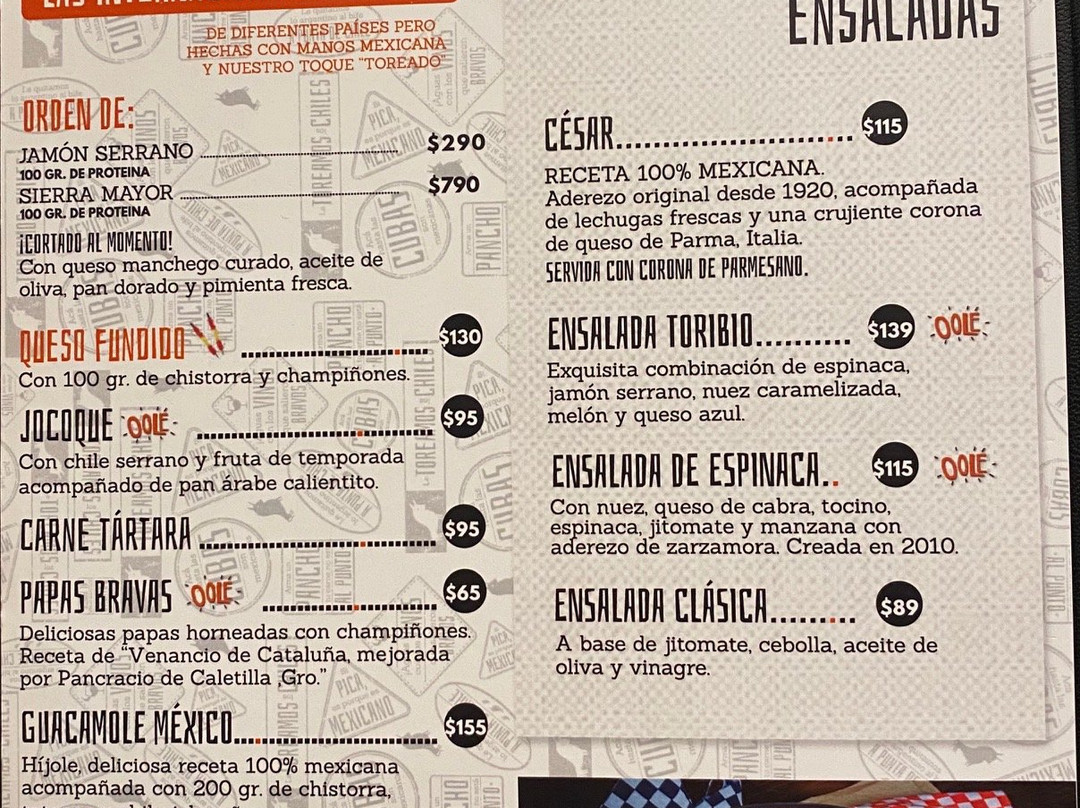 DE DIFERENTES PAÍSES PERO
HECHAS CON MANOS MEXICANA
Y NUESTRO TOQUE "TOREADO"
ORDEN DE:
JAMÓN SERRANO $290
100 GR. DE PROTEINA
SIERRA MAYOR $790
100 GR. DE PROTEINA
¡CORTADO AL MOMENTO!
Con queso manchego curado, aceite de
oliva, pan dorado y pimienta fresca.
QUESO FUNDIDO $130
Con 100 gr. de chistorra y champiñones.
JOCOQUE ¡OOLÉ! $95
Con chile serrano y fruta de temporada
acompañado de pan árabe calientito.
CARNE TÁRTARA $95
PAPAS BRAVAS ¡OOLÉ! $65
Deliciosas papas horneadas con champiñones.
Receta de "Venancio de Cataluña, mejorada
por Pancracio de Caletilla ,Gro."
GUACAMOLE MÉXICO $155
Híjole, deliciosa receta 100% mexicana
acompañada con 200 gr. de chistorra,
ENSALADAS
CÉSAR $115
RECETA 100% MEXICANA.
Aderezo original desde 1920, acompañada
de lechugas frescas y una crujiente corona
de queso de Parma, Italia.
SERVIDA CON CORONA DE PARMESANO.
ENSALADA TORIBIO $139 ¡OOLÉ!
Exquisita combinación de espinaca,
jamón serrano, nuez caramelizada,
melón y queso azul.
ENSALADA DE ESPINACA $115 ¡OOLÉ!
Con nuez, queso de cabra, tocino,
espinaca, jitomate y manzana con
aderezo de zarzamora. Creada en 2010.
ENSALADA CLÁSICA $89
A base de jitomate, cebolla, aceite de
oliva y vinagre.